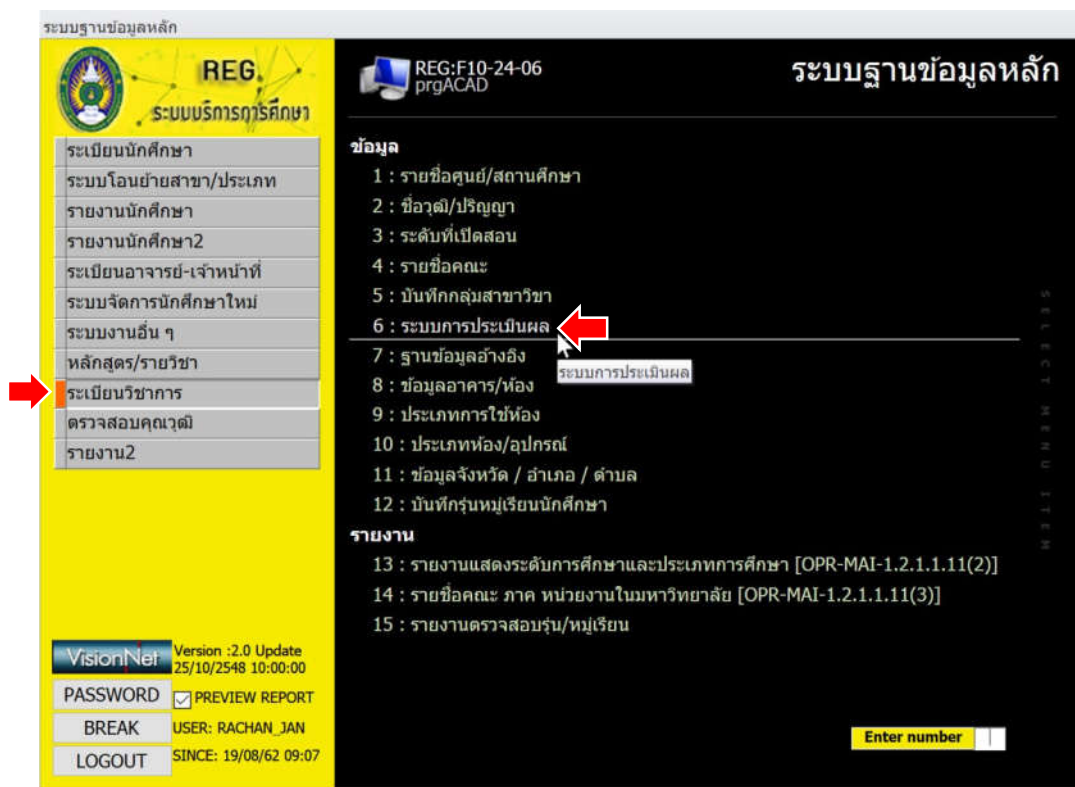 ระบบฐานข้อมูลหลัก
REG.
ระบบบริการการศึกษา
ระเบียนนักศึกษา
ระบบโอนย้ายสาขา/ประเภท
รายงานนักศึกษา
รายงานนักศึกษา2
ระเบียนอาจารย์-เจ้าหน้าที่
ระบบจัดการนักศึกษาใหม่
ระบบงานอื่น ๆ
หลักสูตร/รายวิชา
ระเบียนวิชาการ
ตรวจสอบคุณวุฒิ
รายงาน2
VisionNet
Version :2.0 Update
25/10/2548 10:00:00
PASSWORD
PREVIEW REPORT
BREAK
USER: RACHAN_JAN
LOGOUT
SINCE: 19/08/62 09:07
REG:F10-24-06
prgACAD
ระบบฐานข้อมูลหลัก
ข้อมูล
1 : รายชื่อศูนย์/สถานศึกษา
2 : ชื่อวุฒิ/ปริญญา
3 : ระดับที่เปิดสอน
4 : รายชื่อคณะ
5 : บันทึกกลุ่มสาขาวิชา
6 : ระบบการประเมินผล
7 : ฐานข้อมูลอ้างอิง
ระบบการประเมินผล
8 : ข้อมูลอาคาร/ห้อง
9 : ประเภทการใช้ห้อง
10 : ประเภทห้อง/อุปกรณ์
11 : ข้อมูลจังหวัด / อำเภอ / ตำบล
12 : บันทึกรุ่นหมู่เรียนนักศึกษา
รายงาน
13 : รายงานแสดงระดับการศึกษาและประเภทการศึกษา [OPR-MAI-1.2.1.1.11(2)]
14 : รายชื่อคณะ ภาค หน่วยงานในมหาวิทยาลัย [OPR-MAI-1.2.1.1.11(3)]
15 : รายงานตรวจสอบรุ่น/หมู่เรียน
SELECT MENU ITEM
Enter number